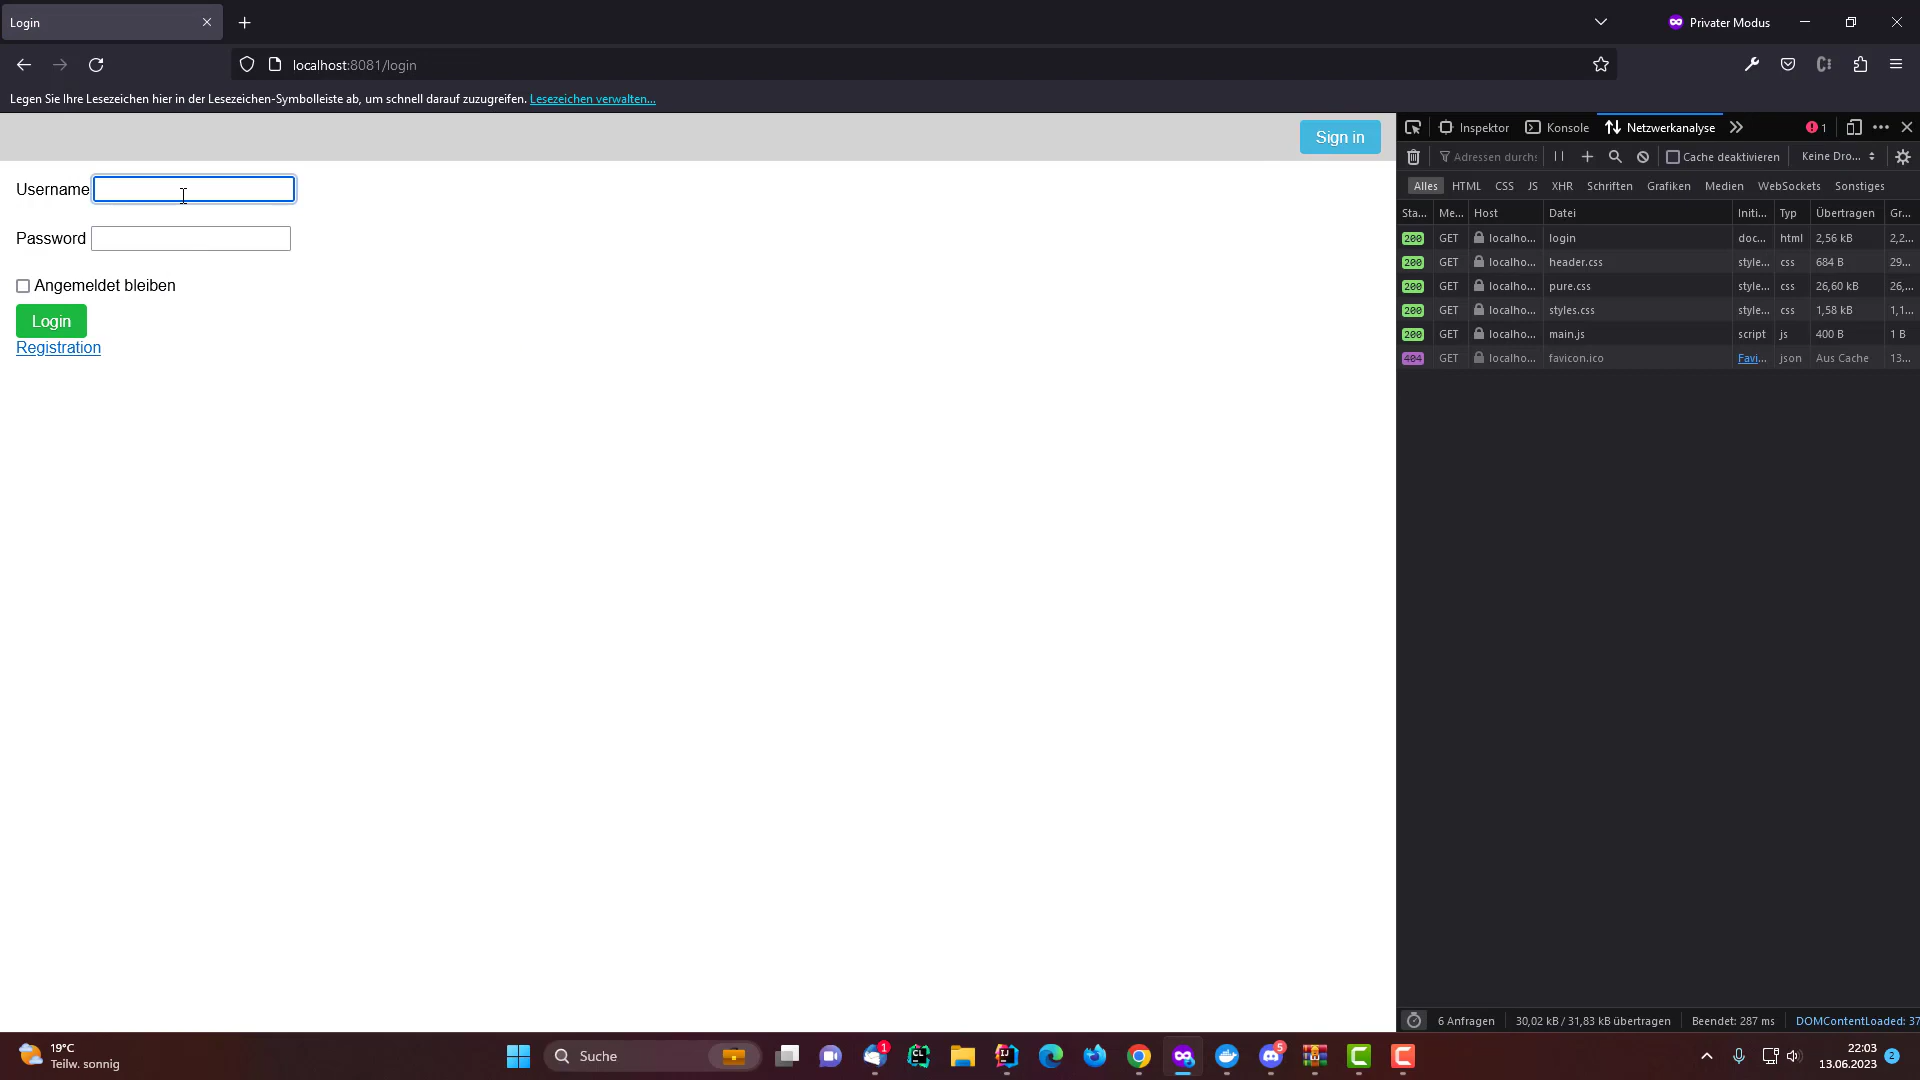 Login
Privater Modus
localhost:8081/login
Legen Sie Ihre Lesezeichen hier in der Lesezeichen-Symbolleiste ab, um schnell darauf zuzugreifen. Lesezeichen verwalten...
Sign in
Username
Password
Angemeldet bleiben
Login
Registration
Inspektor Konsole Netzwerkanalyse 1
Adressen durchs Cache deaktivieren Keine Dro...
Alles HTML CSS JS XHR Schriften Grafiken Medien WebSockets Sonstiges
Sta... Me... Host Datei Initi... Typ Übertragen Gr...
200 GET localho... login doc... html 2,56 kB 2,2...
200 GET localho... header.css style... css 684 B 29...
200 GET localho... pure.css style... css 26,60 kB 26,...
200 GET localho... styles.css style... css 1,58 kB 1,1...
200 GET localho... main.js script js 400 B 1 B
404 GET localho... favicon.ico Favi... json Aus Cache 13...
6 Anfragen 30,02 kB / 31,83 kB übertragen Beendet: 287 ms DOMContentLoaded: 37
19°C
Teilw. sonnig
Suche
1
CL
IJ
5
22:03
13.06.2023
2